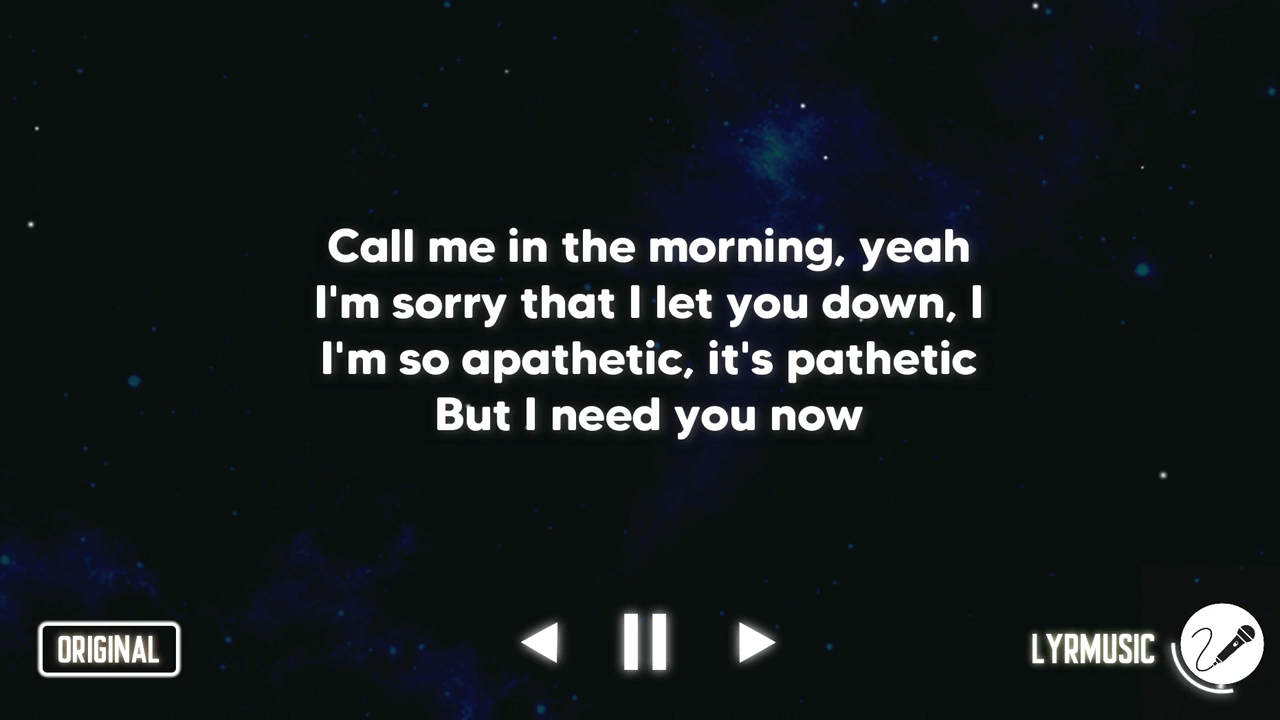 Call me in the morning, yeah
I'm sorry that I let you down, I
I'm so apathetic, it's pathetic
But I need you now
ORIGINAL
LYRMUSIC